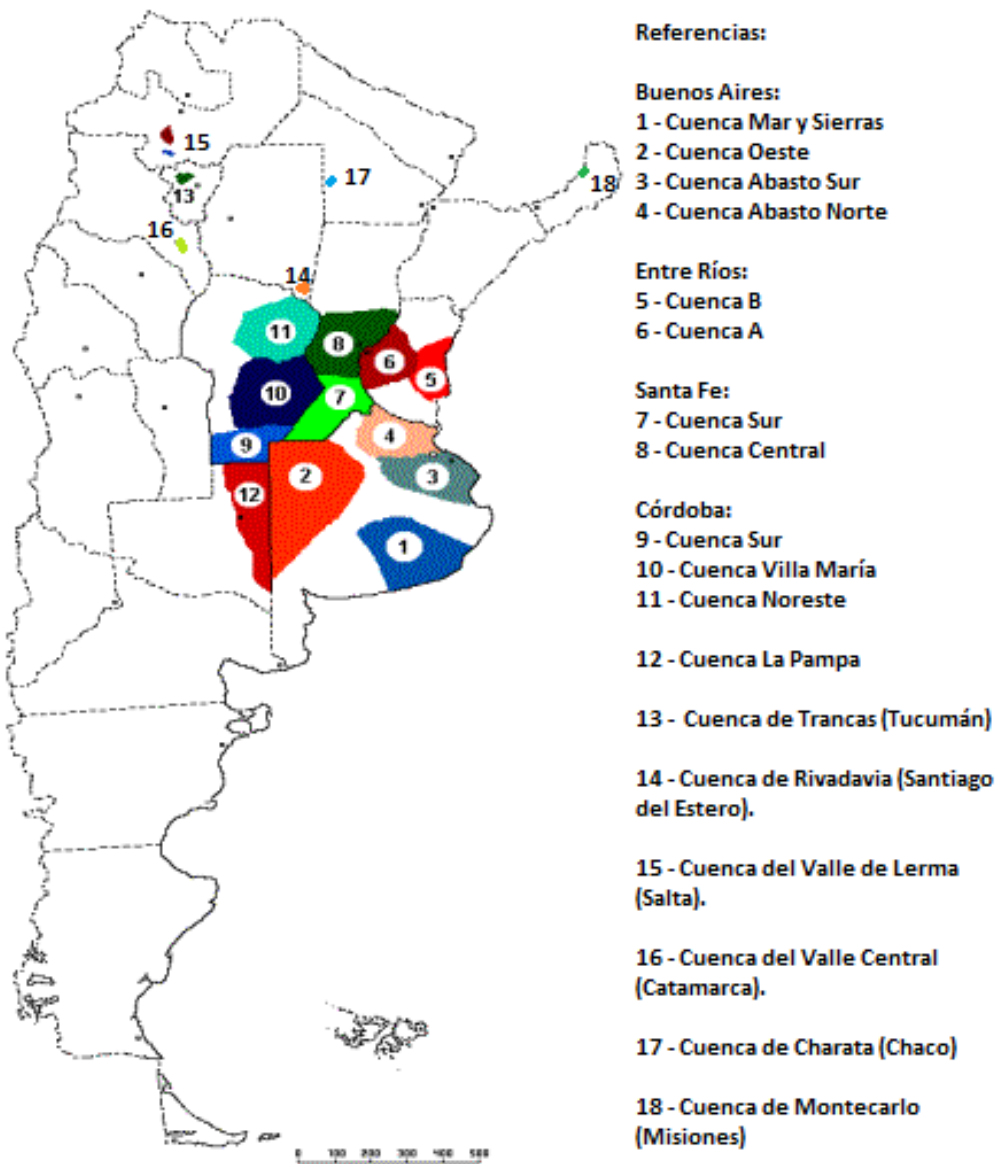 Referencias:
Buenos Aires:
1 - Cuenca Mar y Sierras
2 - Cuenca Oeste
3 - Cuenca Abasto Sur
4 - Cuenca Abasto Norte
Entre Ríos:
5 - Cuenca B
6 - Cuenca A
Santa Fe:
7 - Cuenca Sur
8 - Cuenca Central
Córdoba:
9 - Cuenca Sur
10 - Cuenca Villa María
11 - Cuenca Noreste
12 - Cuenca La Pampa
13 - Cuenca de Trancas (Tucumán)
14 - Cuenca de Rivadavia (Santiago
del Estero).
15 - Cuenca del Valle de Lerma
(Salta).
16 - Cuenca del Valle Central
(Catamarca).
17 - Cuenca de Charata (Chaco)
18 - Cuenca de Montecarlo
(Misiones)
15
17
18
13
16
14
11
8
6
5
10
7
4
9
2
3
12
1
0 100 200 300 400 500